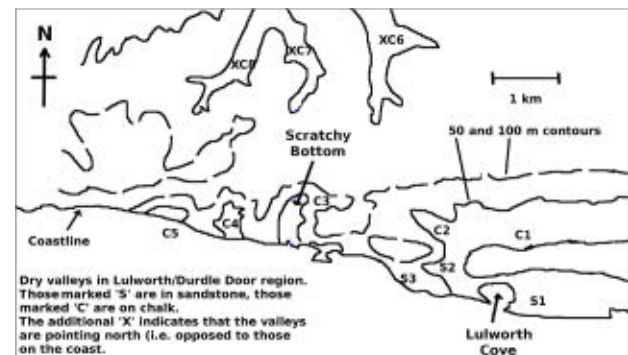 N
XC8
XC7
XC6
1 km
Scratchy
Bottom
50 and 100 m contours
C3
C4
C5
Coastline
C2
C1
S2
S3
S1
Lulworth
Cove
Dry valleys in Lulworth/Durdle Door region.
Those marked 'S' are in sandstone, those
marked 'C' are on chalk.
The additional 'X' indicates that the valleys
are pointing north (i.e. opposed to those
on the coast.